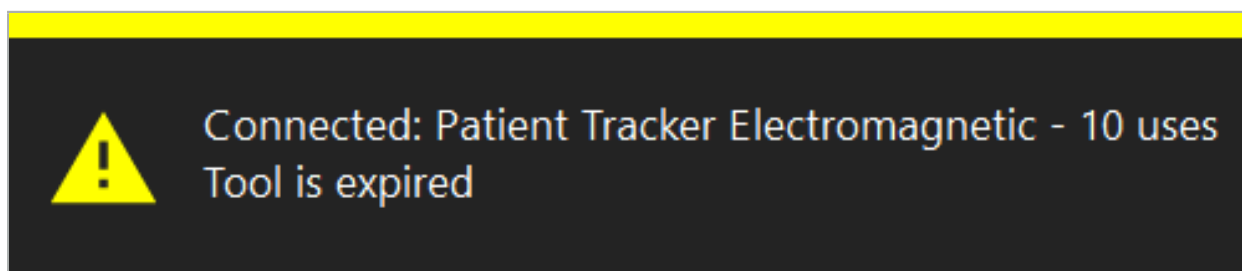 Connected: Patient Tracker Electromagnetic - 10 uses
Tool is expired